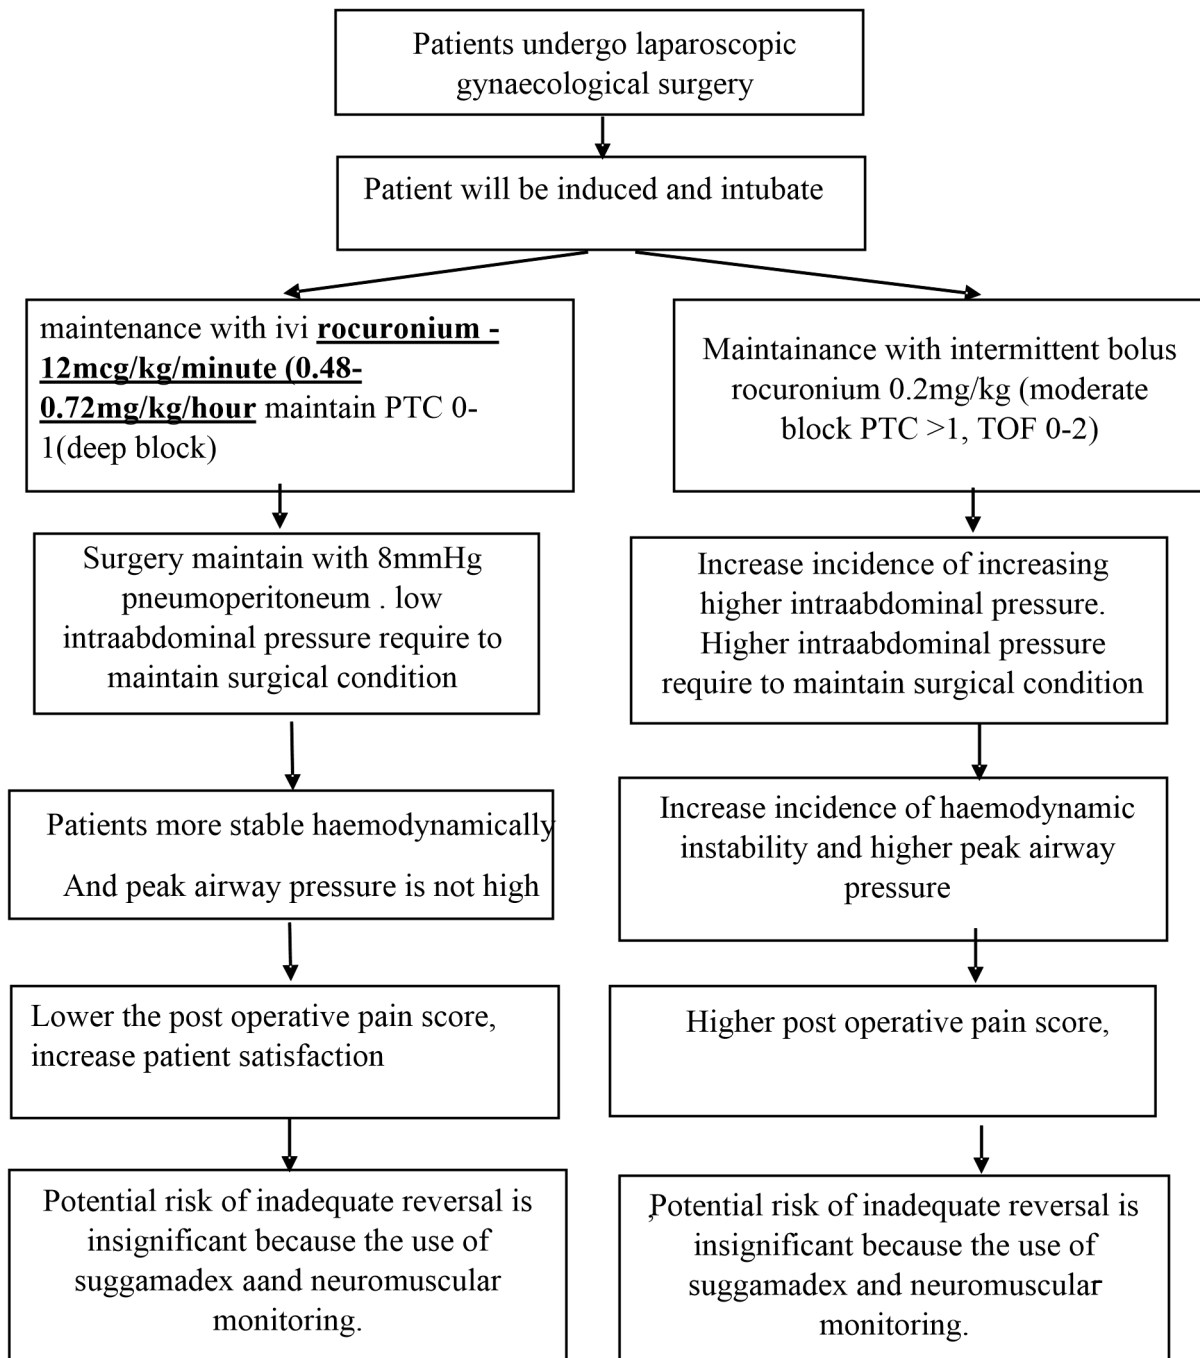 Patients undergo laparoscopic
gynaecological surgery
Patient will be induced and intubate
maintenance with ivi rocuronium -
12mcg/kg/minute (0.48-
0.72mg/kg/hour maintain PTC 0-
1(deep block)
Maintainance with intermittent bolus
rocuronium 0.2mg/kg (moderate
block PTC >1, TOF 0-2)
Surgery maintain with 8mmHg
pneumoperitoneum . low
intraabdominal pressure require to
maintain surgical condition
Increase incidence of increasing
higher intraabdominal pressure.
Higher intraabdominal pressure
require to maintain surgical condition
Patients more stable haemodynamically
And peak airway pressure is not high
Increase incidence of haemodynamic
instability and higher peak airway
pressure
Lower the post operative pain score,
increase patient satisfaction
Higher post operative pain score,
Potential risk of inadequate reversal is
insignificant because the use of
suggamadex aand neuromuscular
monitoring.
,Potential risk of inadequate reversal is
insignificant because the use of
suggamadex and neuromuscular
monitoring.